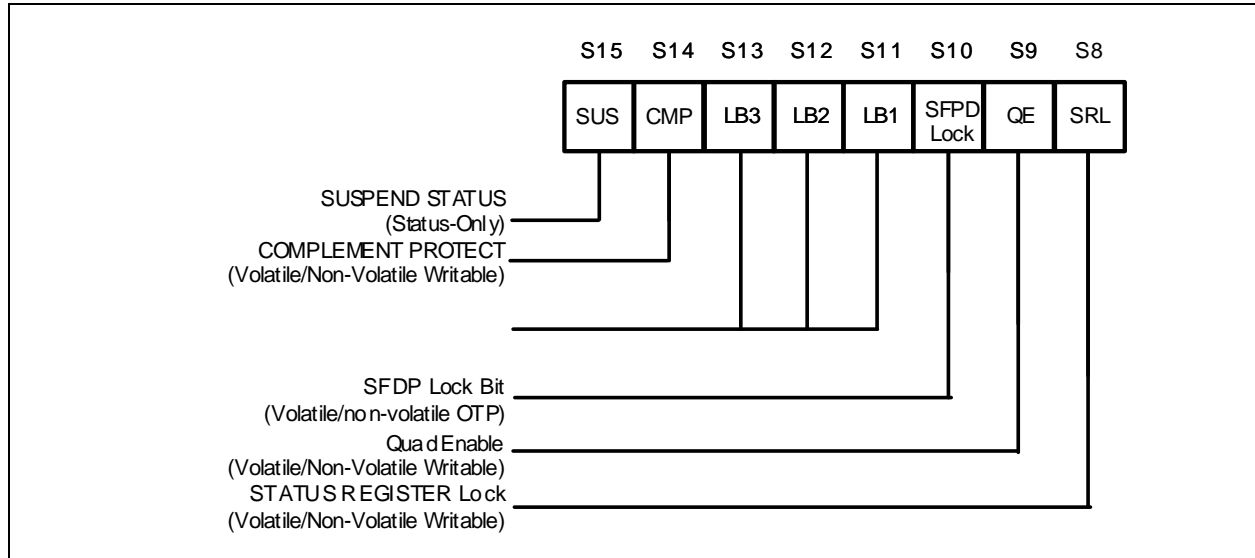 S15 S14 S13 S12 S11 S10 S9 S8
SUS CMP LB3 LB2 LB1 SFPD Lock QE SRL
SUSPEND STATUS
(Status-Only)
COMPLEMENT PROTECT
(Volatile/Non-Volatile Writable)
SFDP Lock Bit
(Volatile/non-volatile OTP)
Quad Enable
(Volatile/Non-Volatile Writable)
STATUS REGISTER Lock
(Volatile/Non-Volatile Writable)